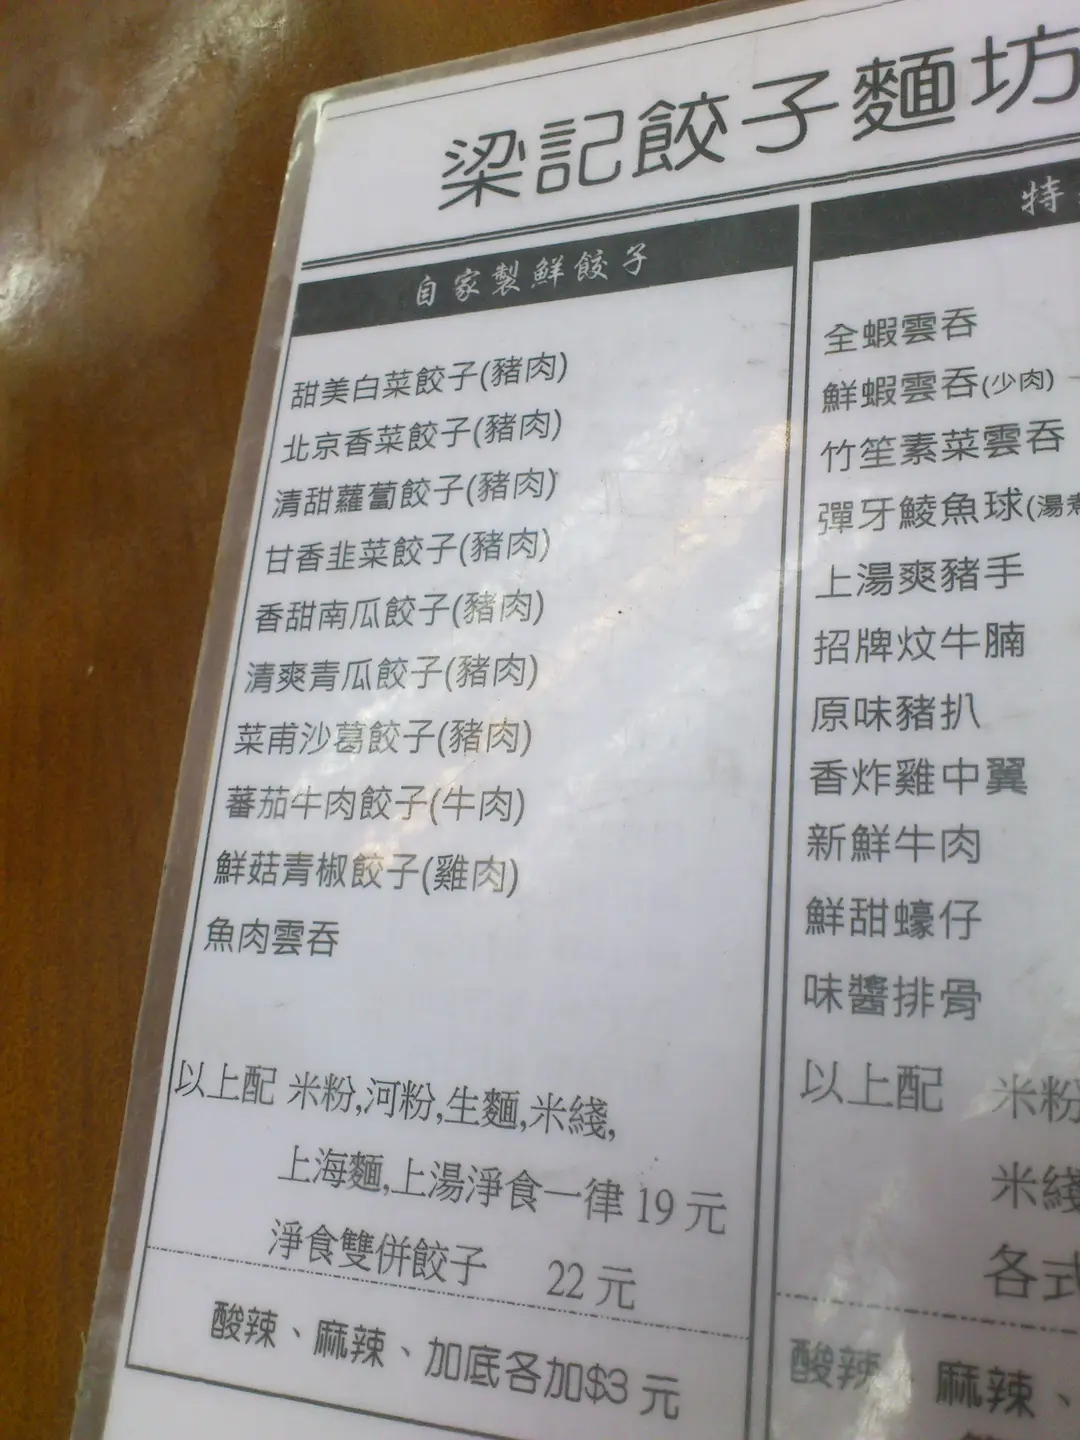 梁記餃子麵坊
自家製鮮餃子
甜美白菜餃子(豬肉)
北京香菜餃子(豬肉)
清甜蘿蔔餃子(豬肉)
甘香韭菜餃子(豬肉)
香甜南瓜餃子(豬肉)
清爽青瓜餃子(豬肉)
菜甫沙葛餃子(豬肉)
蕃茄牛肉餃子(牛肉)
鮮菇青椒餃子(雞肉)
魚肉雲吞
以上配 米粉,河粉,生麵,米綫,
上海麵,上湯淨食一律 19 元
淨食雙併餃子 22 元
酸辣、麻辣、加底各加$3 元
特
全蝦雲吞
鮮蝦雲吞(少肉)
竹笙素菜雲吞
彈牙鯪魚球(湯煮
上湯爽豬手
招牌炆牛腩
原味豬扒
香炸雞中翼
新鮮牛肉
鮮甜蠔仔
味醬排骨
以上配 米粉
米綫
各式
酸辣、麻辣、